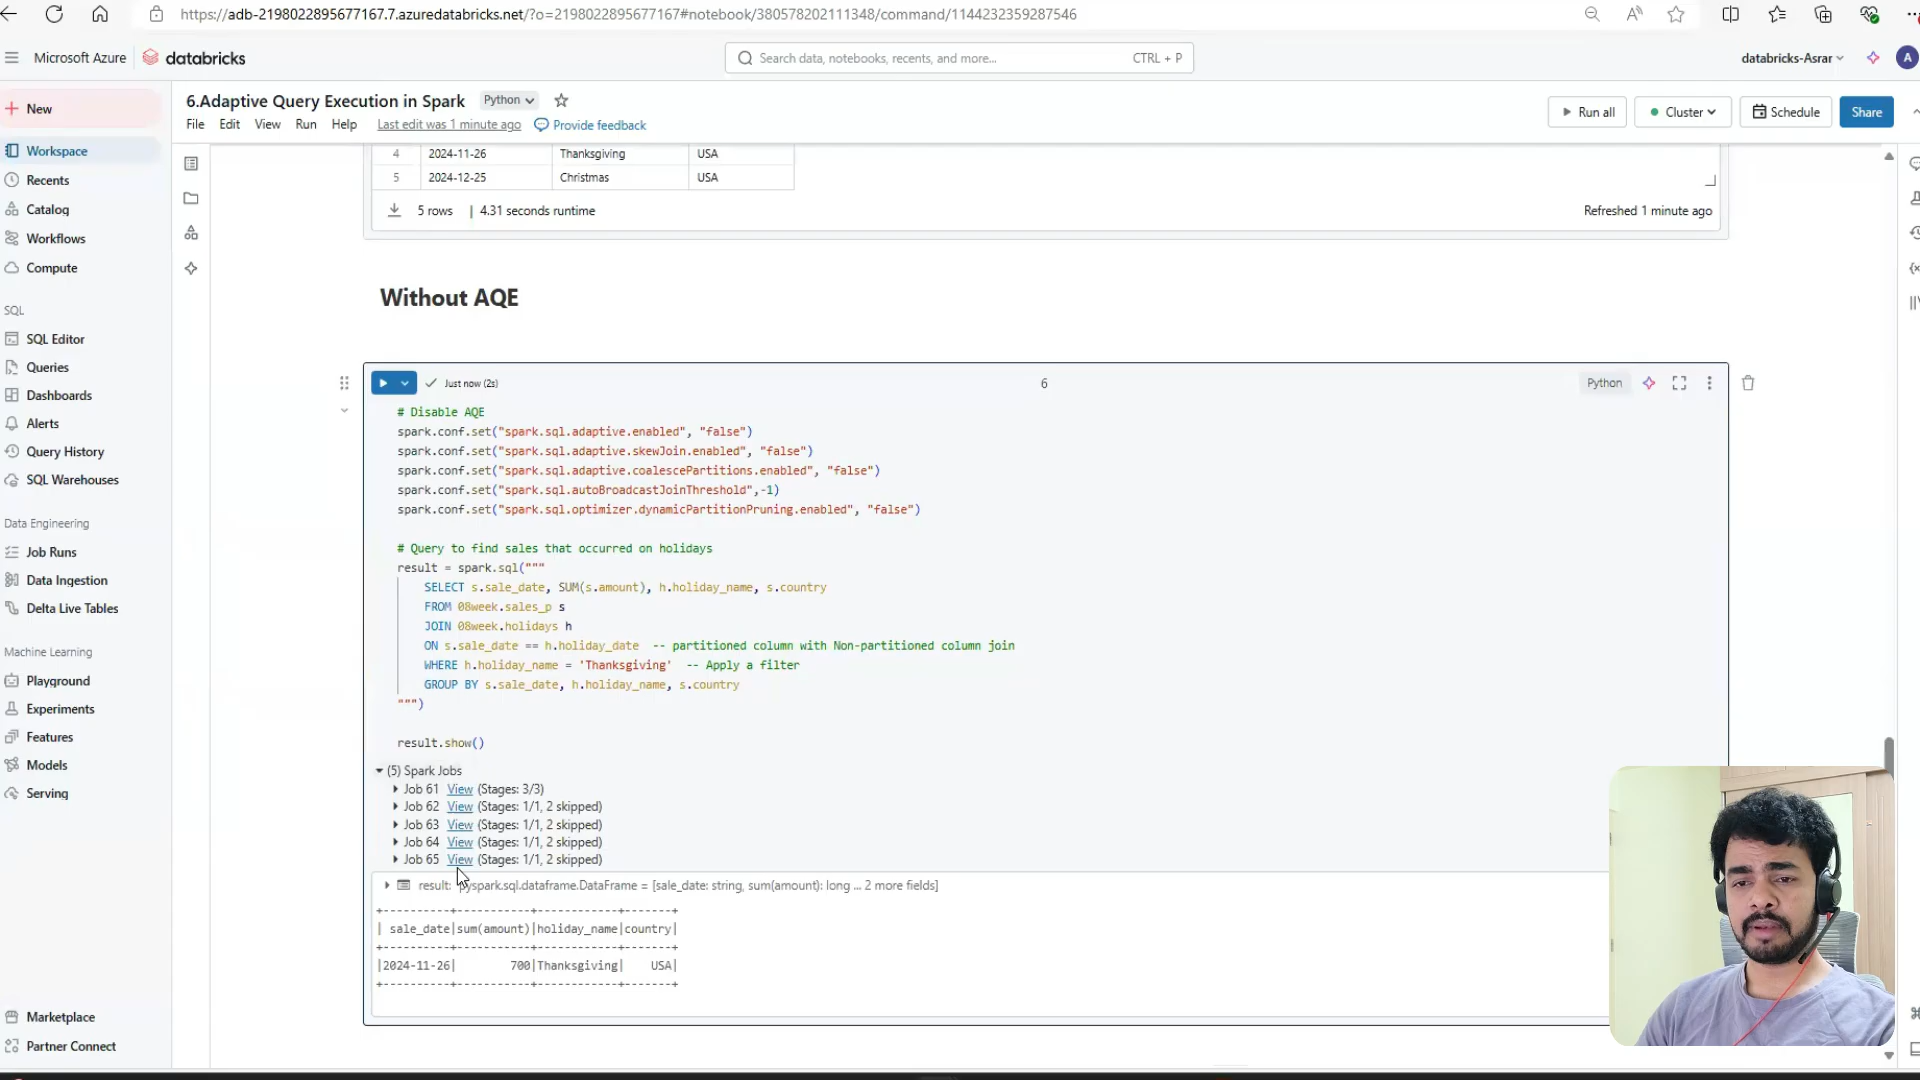 https://adb-2198022895677167.7.azuredatabricks.net/?o=2198022895677167#notebook/380578202111348/command/1144232359287546
Microsoft Azure
databricks
Search data, notebooks, recents, and more...
CTRL + P
databricks-Asrar
A
New
Workspace
Recents
Catalog
Workflows
Compute
SQL
SQL Editor
Queries
Dashboards
Alerts
Query History
SQL Warehouses
Data Engineering
Job Runs
Data Ingestion
Delta Live Tables
Machine Learning
Playground
Experiments
Features
Models
Serving
Marketplace
Partner Connect
6.Adaptive Query Execution in Spark
Python
File Edit View Run Help Last edit was 1 minute ago Provide feedback
Run all
Cluster
Schedule
Share
4 2024-11-26 Thanksgiving USA
5 2024-12-25 Christmas USA
5 rows | 4.31 seconds runtime
Refreshed 1 minute ago
Without AQE
Just now (2s)
6
Python
# Disable AQE
spark.conf.set("spark.sql.adaptive.enabled", "false")
spark.conf.set("spark.sql.adaptive.skewJoin.enabled", "false")
spark.conf.set("spark.sql.adaptive.coalescePartitions.enabled", "false")
spark.conf.set("spark.sql.autoBroadcastJoinThreshold",-1)
spark.conf.set("spark.sql.optimizer.dynamicPartitionPruning.enabled", "false")
# Query to find sales that occurred on holidays
result = spark.sql("""
SELECT s.sale_date, SUM(s.amount), h.holiday_name, s.country
FROM 08week.sales_p s
JOIN 08week.holidays h
ON s.sale_date == h.holiday_date -- partitioned column with Non-partitioned column join
WHERE h.holiday_name = 'Thanksgiving' -- Apply a filter
GROUP BY s.sale_date, h.holiday_name, s.country
""")
result.show()
(5) Spark Jobs
Job 61 View (Stages: 3/3)
Job 62 View (Stages: 1/1, 2 skipped)
Job 63 View (Stages: 1/1, 2 skipped)
Job 64 View (Stages: 1/1, 2 skipped)
Job 65 View (Stages: 1/1, 2 skipped)
result: pyspark.sql.dataframe.DataFrame = [sale_date: string, sum(amount): long ... 2 more fields]
+----------+-----------+------------+-------+
| sale_date|sum(amount)|holiday_name|country|
+----------+-----------+------------+-------+
|2024-11-26|        700|Thanksgiving|    USA|
+----------+-----------+------------+-------+